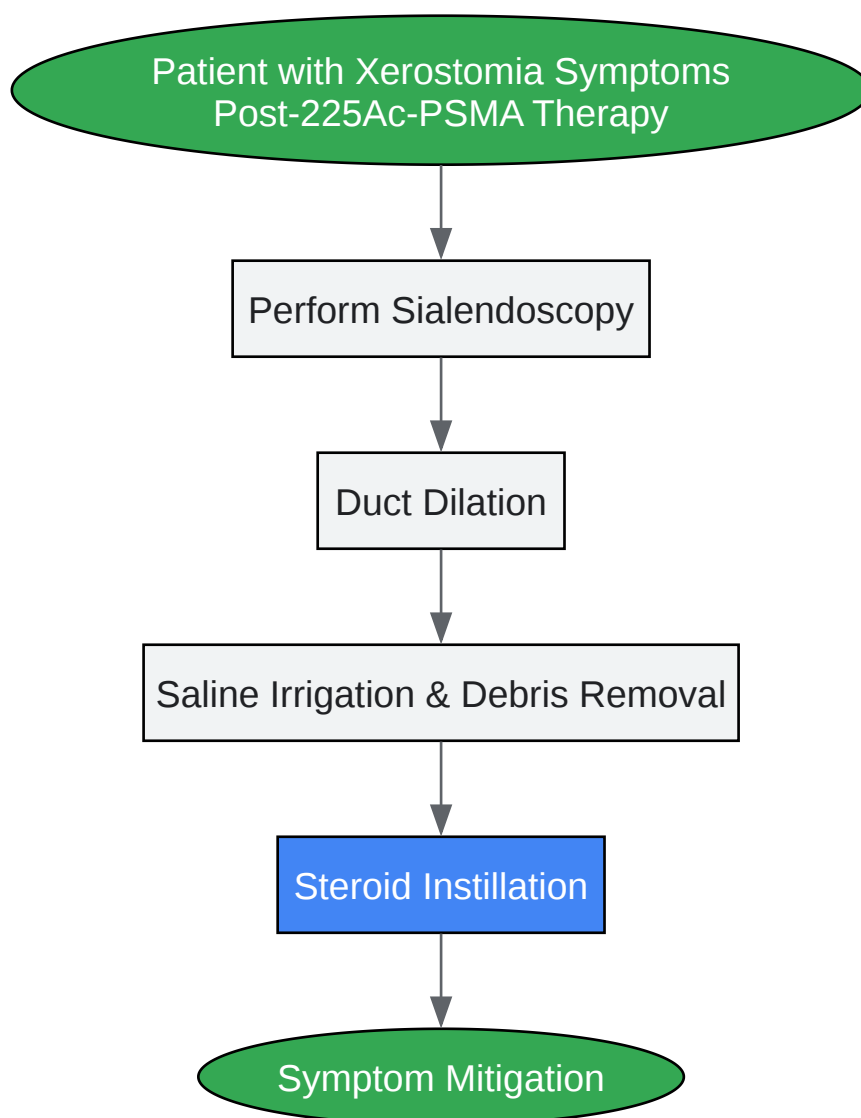 Patient with Xerostomia Symptoms
Post-225Ac-PSMA Therapy
Perform Sialendoscopy
Duct Dilation
Saline Irrigation & Debris Removal
Steroid Instillation
Symptom Mitigation